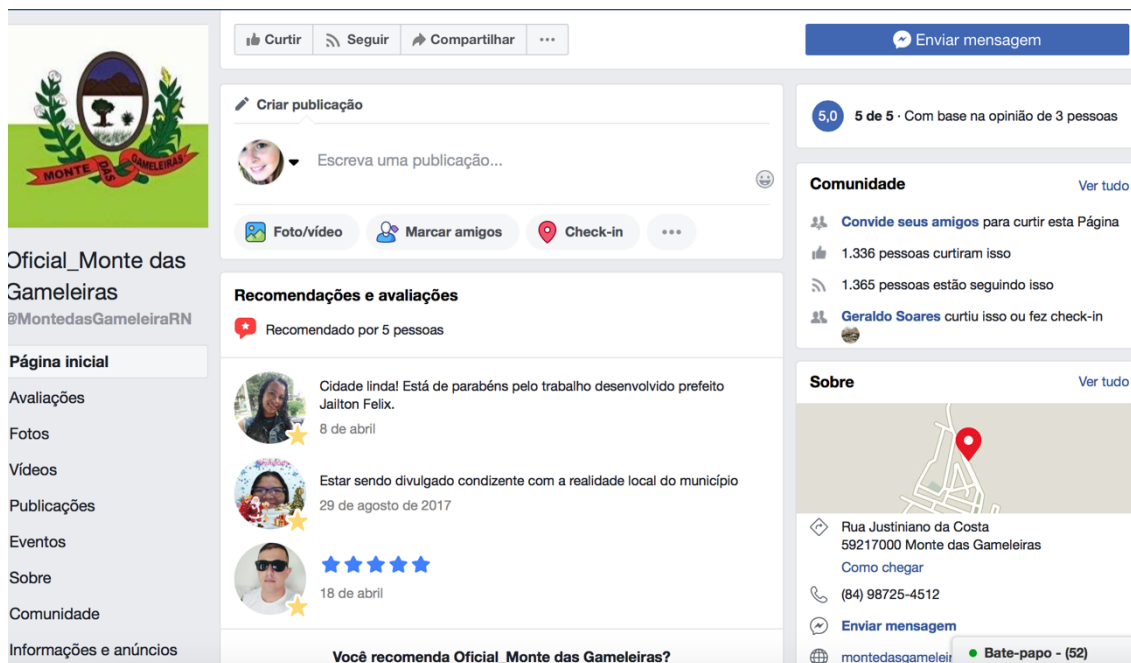 MONTE DAS GAMELEIRAS
Oficial_Monte das
Gameleiras
@MontedasGameleiraRN
Página inicial
Avaliações
Fotos
Vídeos
Publicações
Eventos
Sobre
Comunidade
Informações e anúncios
Curtir
Seguir
Compartilhar
Criar publicação
Escreva uma publicação...
Foto/vídeo
Marcar amigos
Check-in
Recomendações e avaliações
Recomendado por 5 pessoas
Cidade linda! Está de parabéns pelo trabalho desenvolvido prefeito
Jailton Felix.
8 de abril
Estar sendo divulgado condizente com a realidade local do município
29 de agosto de 2017
18 de abril
Você recomenda Oficial_Monte das Gameleiras?
Enviar mensagem
5,0 5 de 5 · Com base na opinião de 3 pessoas
Comunidade Ver tudo
Convide seus amigos para curtir esta Página
1.336 pessoas curtiram isso
1.365 pessoas estão seguindo isso
Geraldo Soares curtiu isso ou fez check-in
Sobre Ver tudo
Rua Justiniano da Costa
59217000 Monte das Gameleiras
Como chegar
(84) 98725-4512
Enviar mensagem
montedasgameleir
Bate-papo - (52)